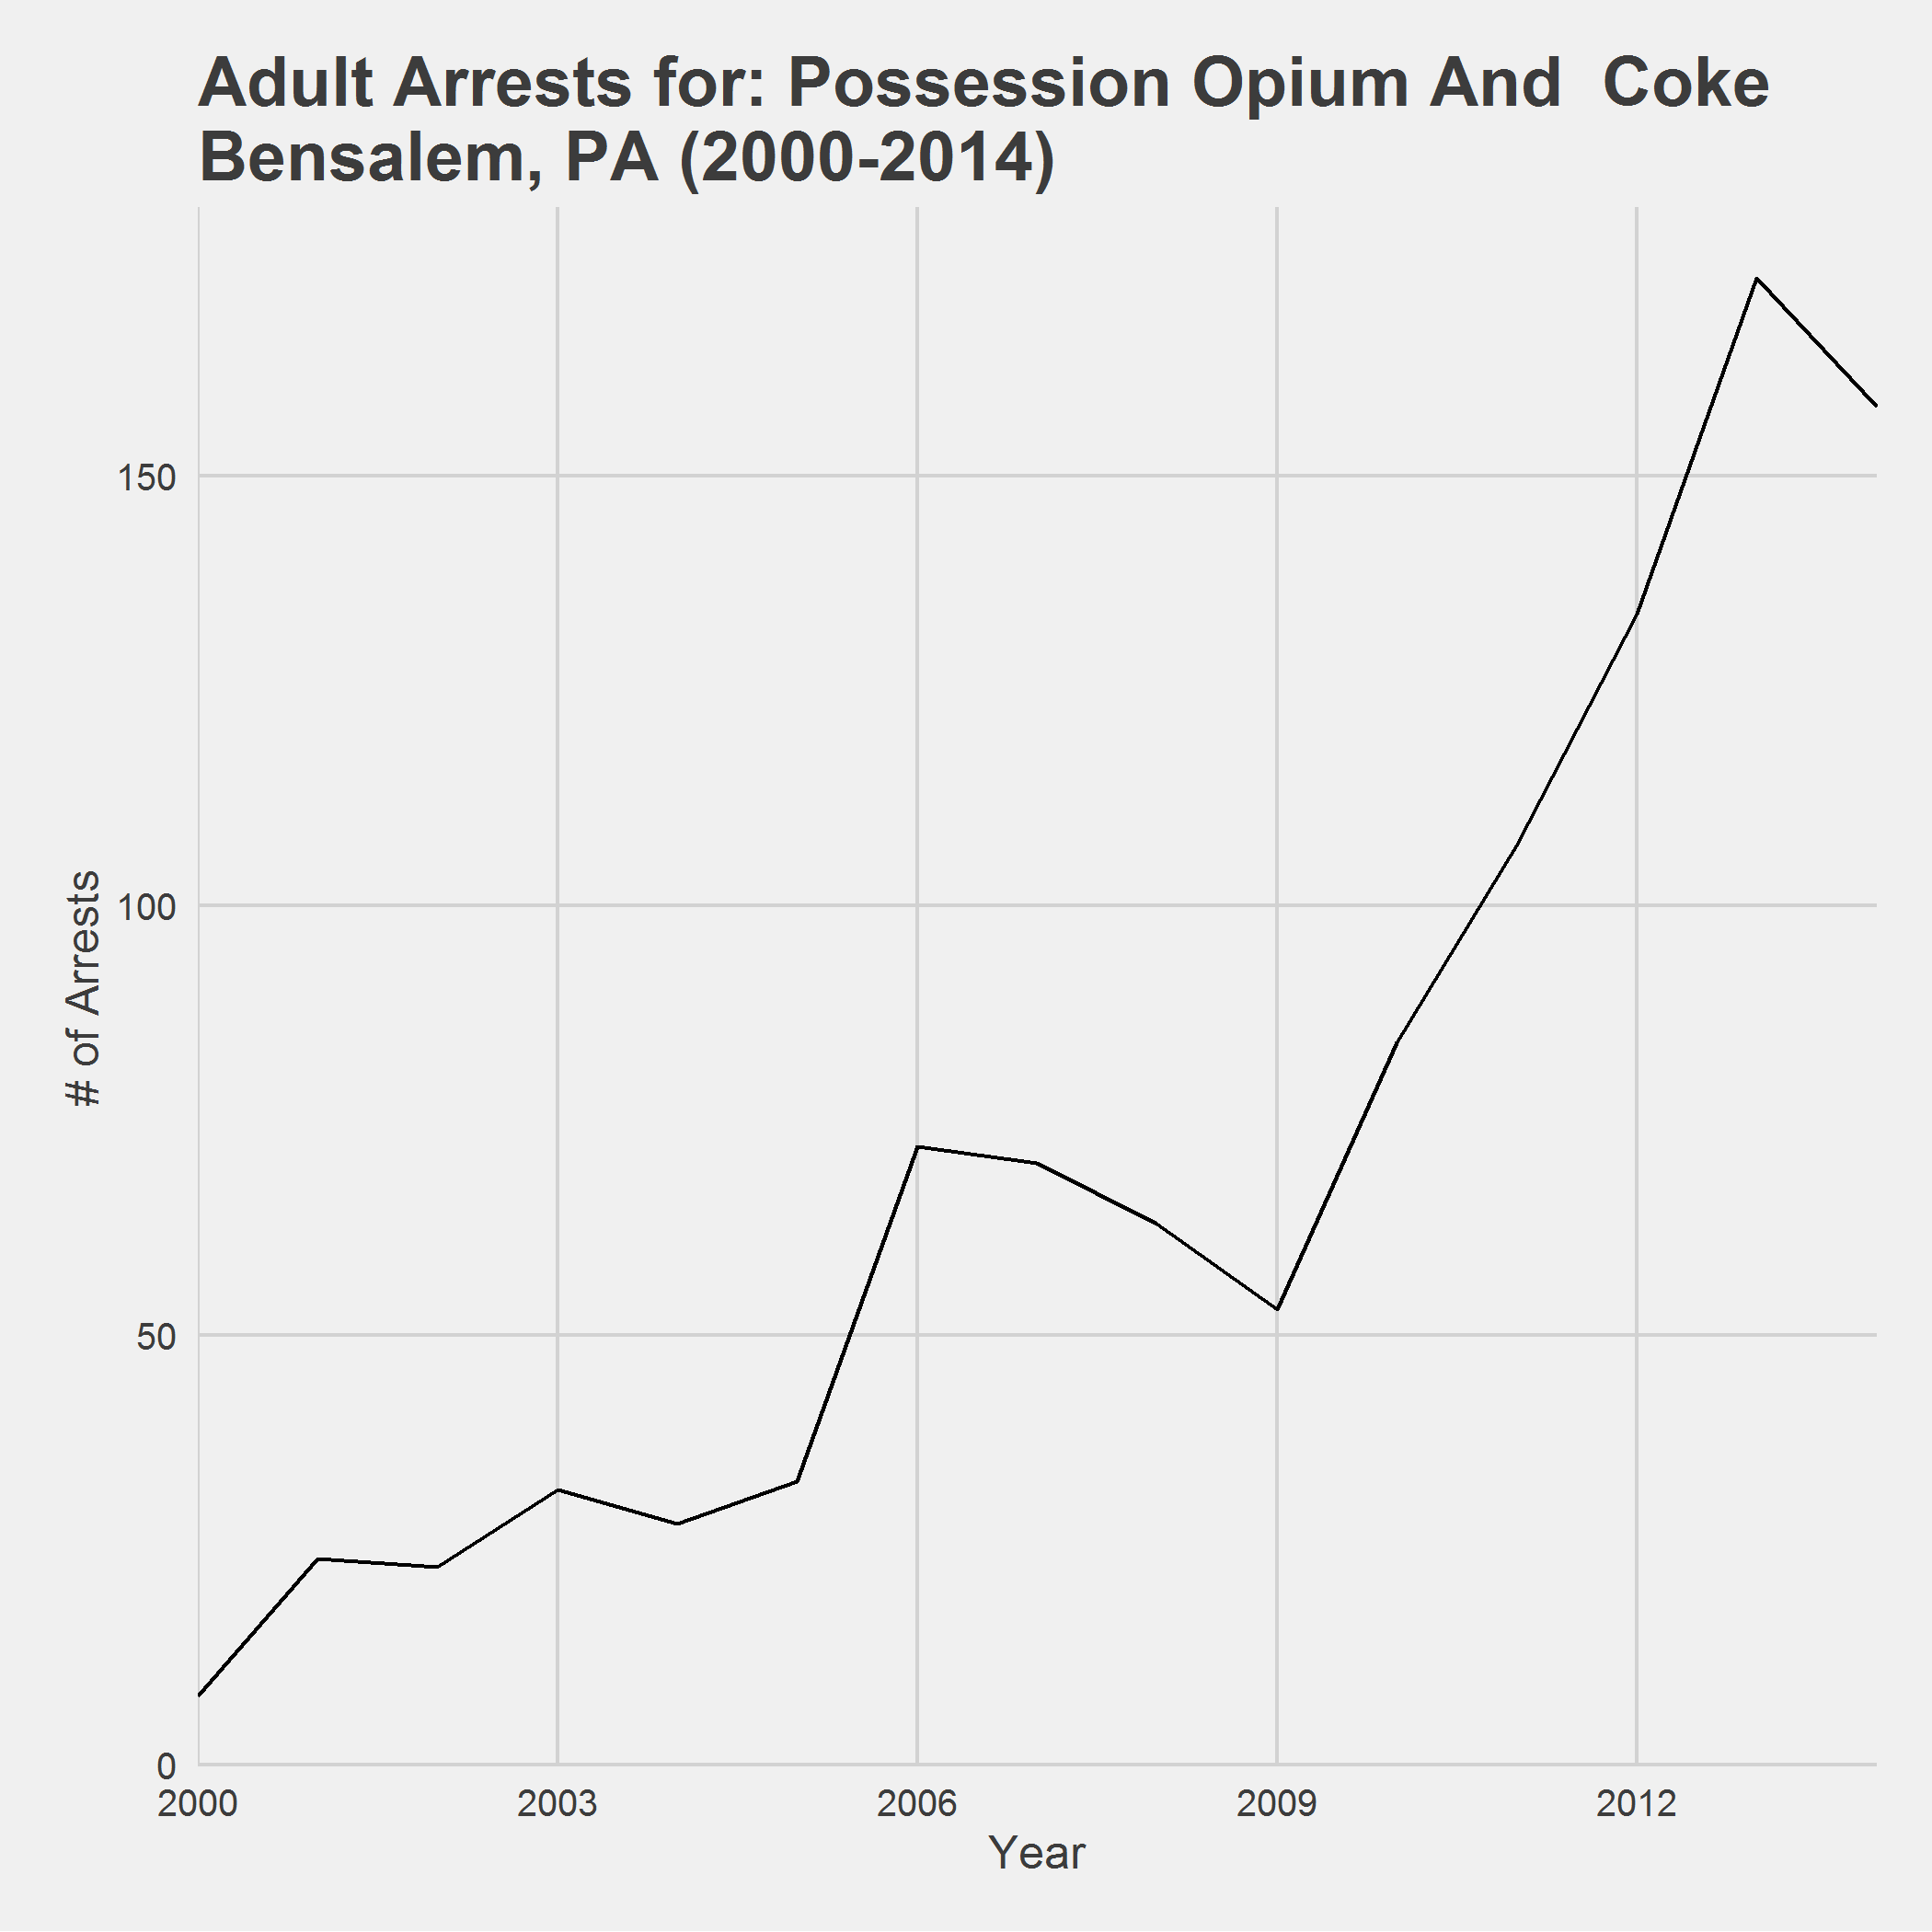 Adult Arrests for: Possession Opium And  Coke
Bensalem, PA (2000-2014)
# of Arrests
150
100
50
0
2000 2003 2006 2009 2012
Year